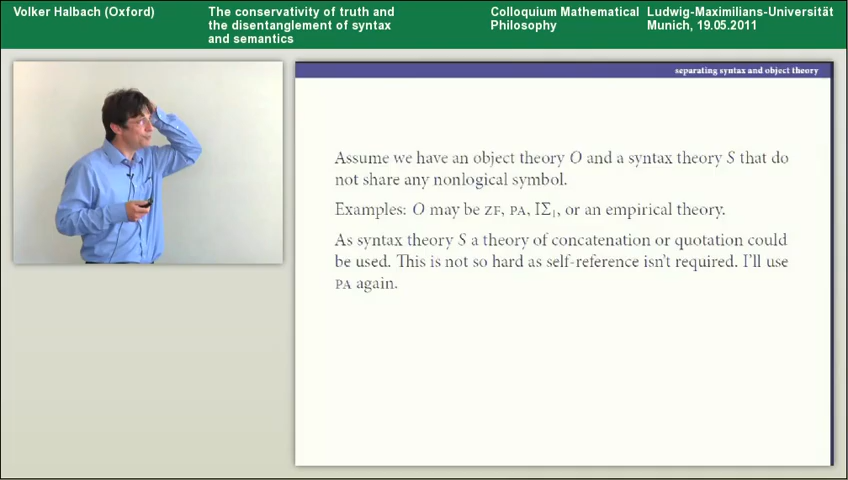 Volker Halbach (Oxford)
The conservativity of truth and
the disentanglement of syntax
and semantics
Colloquium Mathematical
Philosophy
Ludwig-Maximilians-Universität
Munich, 19.05.2011
separating syntax and object theory
Assume we have an object theory O and a syntax theory S that do
not share any nonlogical symbol.
Examples: O may be ZF, PA, IΣ₁, or an empirical theory.
As syntax theory S a theory of concatenation or quotation could
be used. This is not so hard as self-reference isn't required. I'll use
PA again.